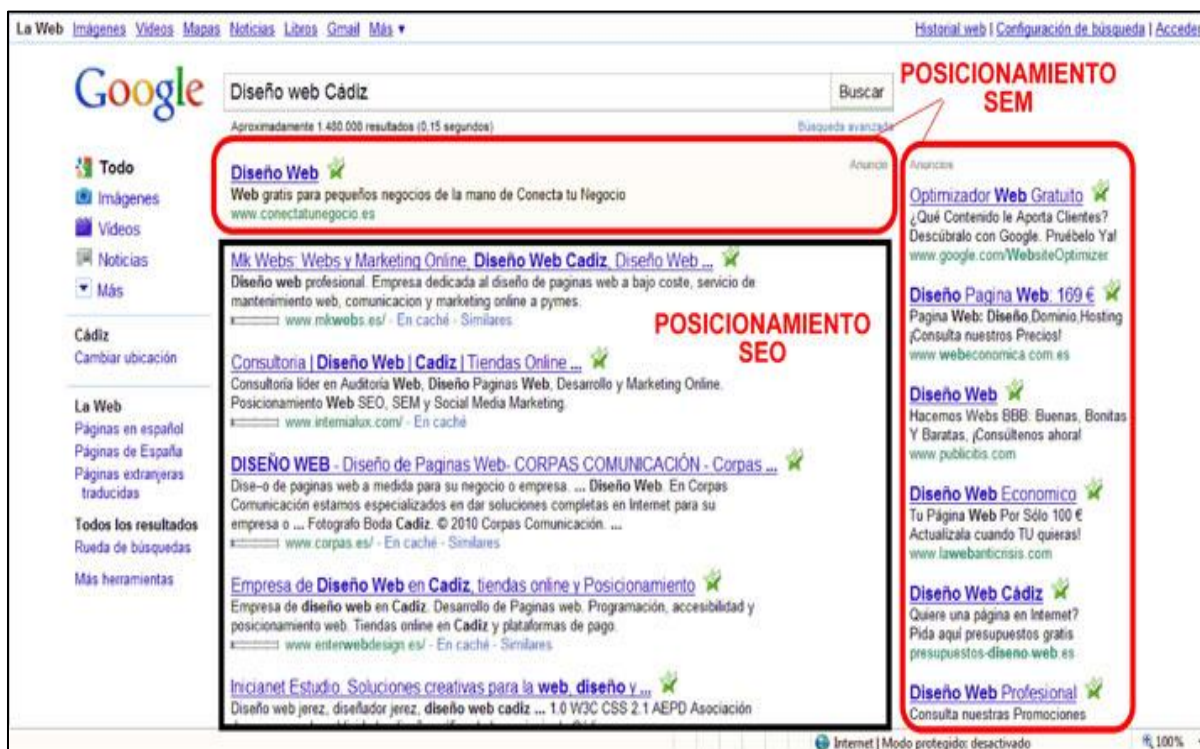 La Web Imágenes Vídeos Mapas Noticias Libros Gmail Más ▼
Historial web | Configuración de búsqueda | Acceder
Google
Diseño web Cádiz
Buscar
Aproximadamente 1.480.000 resultados (0,15 segundos)
Búsqueda avanzada
POSICIONAMIENTO
SEM
Todo
Imágenes
Vídeos
Noticias
Más
Cádiz
Cambiar ubicación
La Web
Páginas en español
Páginas de España
Páginas extranjeras
traducidas
Todos los resultados
Rueda de búsquedas
Más herramientas
Diseño Web
Anuncio
Web gratis para pequeños negocios de la mano de Conecta tu Negocio
www.conectatunegocio.es
Mk Webs: Webs y Marketing Online, Diseño Web Cadiz, Diseño Web ...
Diseño web profesional. Empresa dedicada al diseño de paginas web a bajo coste, servicio de
mantenimiento web, comunicacion y marketing online a pymes.
www.mkwebs.es/ - En caché - Similares
POSICIONAMIENTO
SEO
Consultoria | Diseño Web | Cadiz | Tiendas Online ...
Consultoría líder en Auditoria Web, Diseño Paginas Web, Desarrollo y Marketing Online.
Posicionamiento Web SEO, SEM y Social Media Marketing.
www.internialux.com/ - En caché
DISEÑO WEB - Diseño de Paginas Web- CORPAS COMUNICACIÓN - Corpas ...
Dise–o de paginas web a medida para su negocio o empresa. ... Diseño Web. En Corpas
Comunicación estamos especializados en dar soluciones completas en Internet para su
empresa o ... Fotografo Boda Cadiz. © 2010 Corpas Comunicación. ...
www.corpas.es/ - En caché - Similares
Empresa de Diseño Web en Cadiz, tiendas online y Posicionamiento
Empresa de diseño web en Cadiz. Desarrollo de Paginas web. Programación, accesibilidad y
posicionamiento web. Tiendas online en Cadiz y plataformas de pago.
www.enterwebdesign.es/ - En caché - Similares
Inicianet Estudio. Soluciones creativas para la web, diseño y ...
Diseño web jerez, diseñador jerez, diseño web cadiz ... 1.0 W3C CSS 2.1 AEPD Asociación
Anuncios
Optimizador Web Gratuito
¿Qué Contenido le Aporta Clientes?
Descúbralo con Google. Pruébelo Ya!
www.google.com/WebsiteOptimizer
Diseño Pagina Web: 169 €
Pagina Web: Diseño,Dominio,Hosting
¡Consulta nuestros Precios!
www.webeconomica.com.es
Diseño Web
Hacemos Webs BBB: Buenas, Bonitas
Y Baratas, ¡Consúltenos ahora!
www.publicitis.com
Diseño Web Economico
Tu Página Web Por Sólo 100 €
Actualizala cuando TU quieras!
www.lawebanticrisis.com
Diseño Web Cádiz
Quiere una página en Internet?
Pida aquí presupuestos gratis
presupuestos-diseno-web.es
Diseño Web Profesional
Consulta nuestras Promociones
Internet | Modo protegido: desactivado
100%